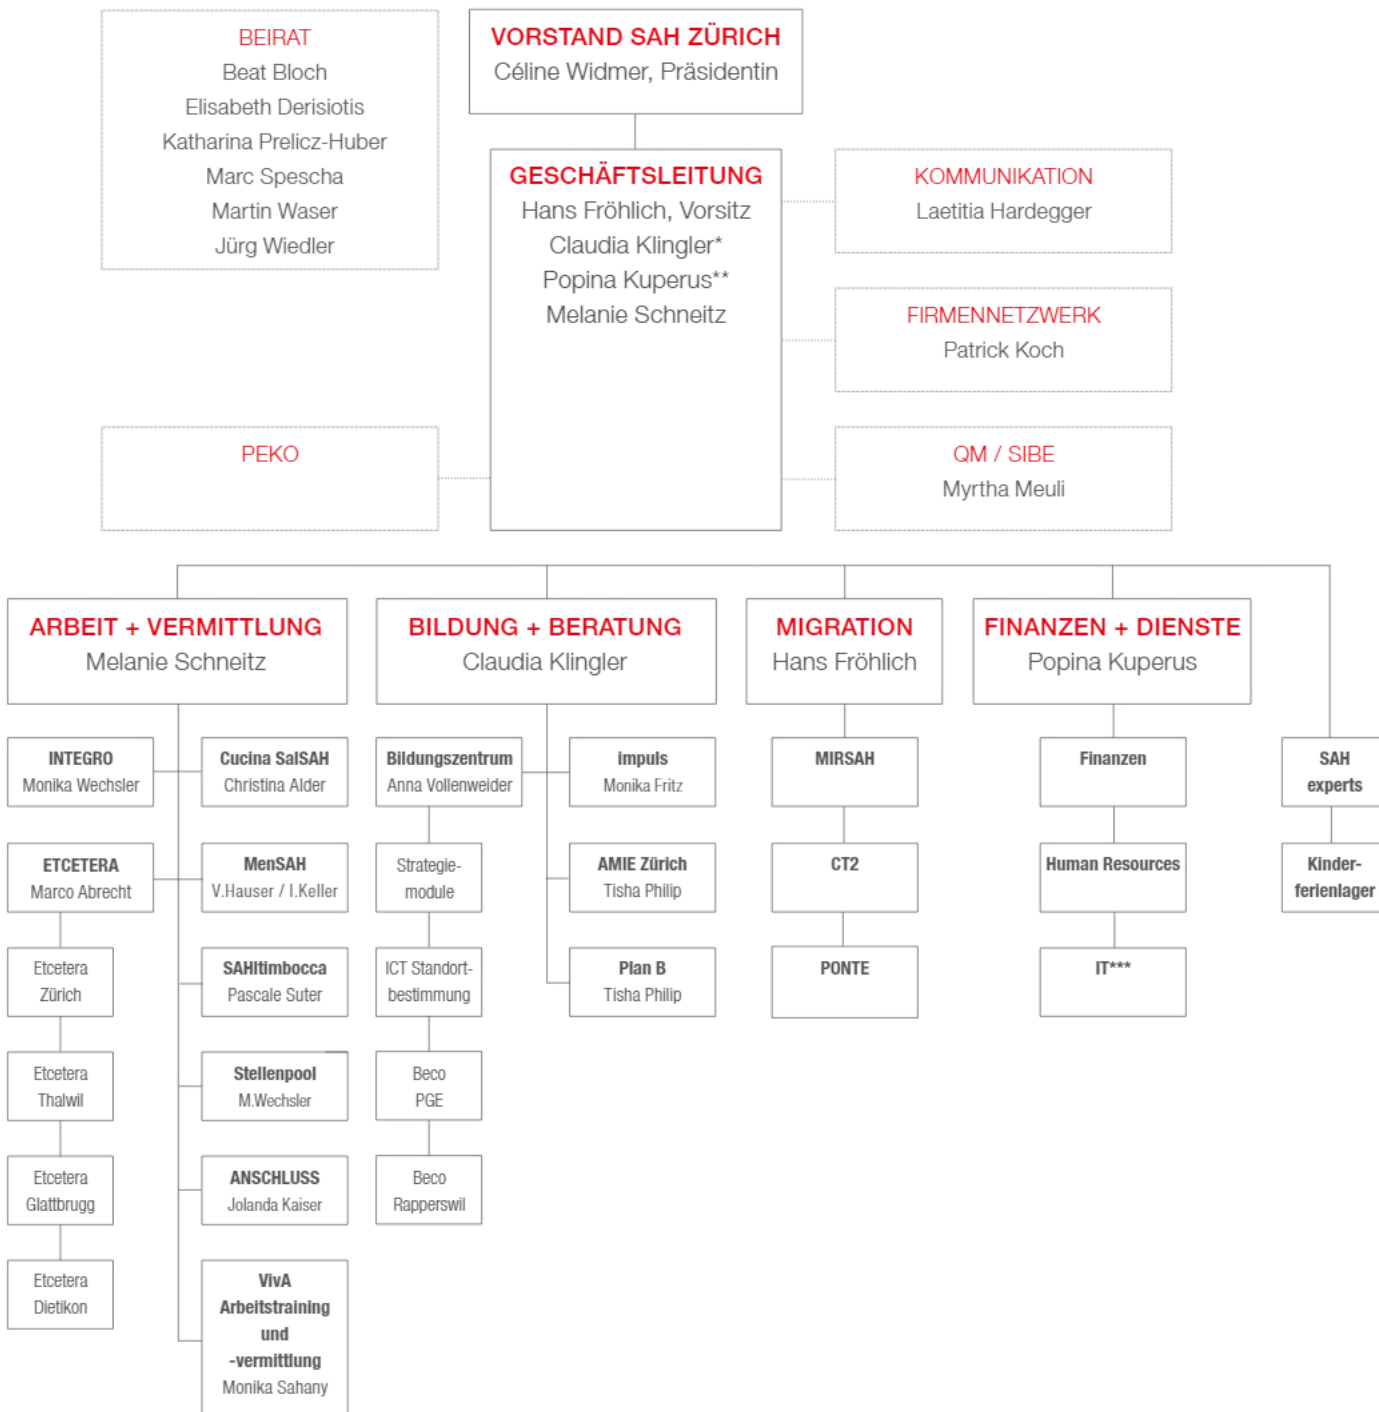 BEIRAT
Beat Bloch
Elisabeth Derisiotis
Katharina Prelicz-Huber
Marc Spescha
Martin Waser
Jürg Wiedler
VORSTAND SAH ZÜRICH
Céline Widmer, Präsidentin
GESCHÄFTSLEITUNG
Hans Fröhlich, Vorsitz
Claudia Klingler*
Popina Kuperus**
Melanie Schneitz
KOMMUNIKATION
Laetitia Hardegger
FIRMENNETZWERK
Patrick Koch
PEKO
QM / SIBE
Myrtha Meuli
ARBEIT + VERMITTLUNG
Melanie Schneitz
INTEGRO
Monika Wechsler
ETCETERA
Marco Abrecht
Etcetera
Zürich
Etcetera
Thalwil
Etcetera
Glattbrugg
Etcetera
Dietikon
Cucina SalSAH
Christina Alder
MenSAH
V.Hauser / I.Keller
SAHltimbocca
Pascale Suter
Stellenpool
M.Wechsler
ANSCHLUSS
Jolanda Kaiser
VivA
Arbeitstraining
und
-vermittlung
Monika Sahany
BILDUNG + BERATUNG
Claudia Klingler
Bildungszentrum
Anna Vollenweider
Strategie-
module
ICT Standort-
bestimmung
Beco
PGE
Beco
Rapperswil
impuls
Monika Fritz
AMIE Zürich
Tisha Philip
Plan B
Tisha Philip
MIGRATION
Hans Fröhlich
MIRSAH
CT2
PONTE
FINANZEN + DIENSTE
Popina Kuperus
Finanzen
Human Resources
IT***
SAH
experts
Kinder-
ferienlager